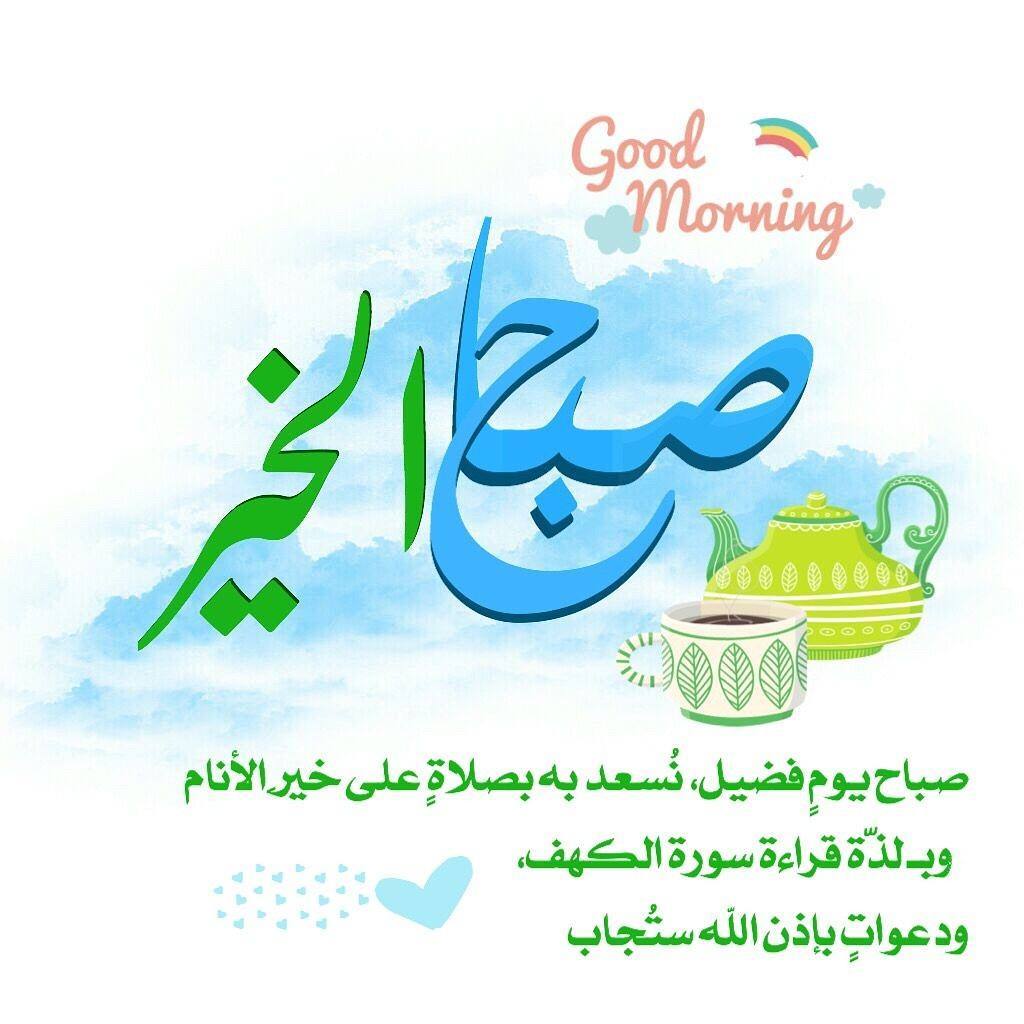 Good
Morning
صباح الخير
صباح يومٍ فضيل، نُسعد به بصلاةٍ على خيرِ الأنام
وبـ لذّة قراءة سورة الكهف،
ودعواتٍ بإذن الله ستُجاب